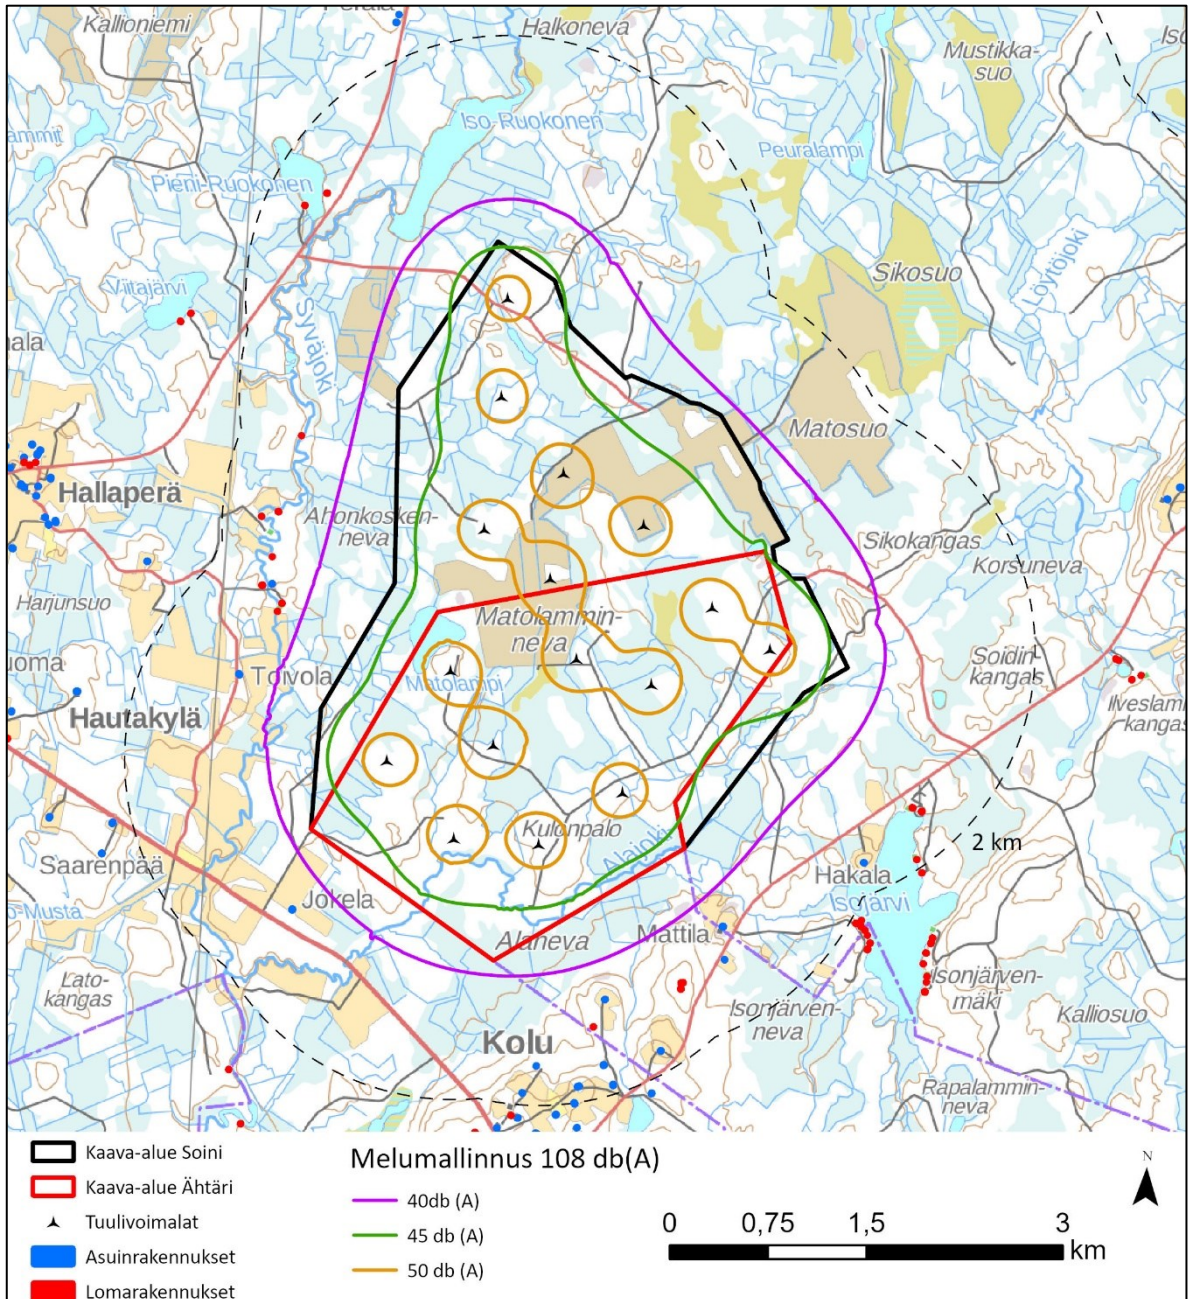 Kallioniemi
Halkoneva
Mustikka-
suo
Iso-Ruokonen
Peuralampi
Pieni-Ruokonen
Löytöjoki
Sikosuo
Viitajärvi
Syväjoki
Matosuo
Hallaperä
Ahonkosken-
neva
Sikokangas
Korsuneva
Harjunsuo
Matolammin-
neva
Soidin-
kangas
Toivola
Matolampi
Ilveslam
kangas
Hautakylä
2 km
Kulonpalo
Alajoki
Saarenpää
Hakala
Isojärvi
Jokela
o-Musta
Alaneva
Mattila
Lato-
kangas
Isonjärven-
mäki
Isonjärven-
neva
Kalliosuo
Kolu
Rapalammin-
neva
Kaava-alue Soini
Kaava-alue Ähtäri
Tuulivoimalat
Asuinrakennukset
Lomarakennukset
Melumallinnus 108 db(A)
40db (A)
45 db (A)
50 db (A)
N
0 0,75 1,5 3
km